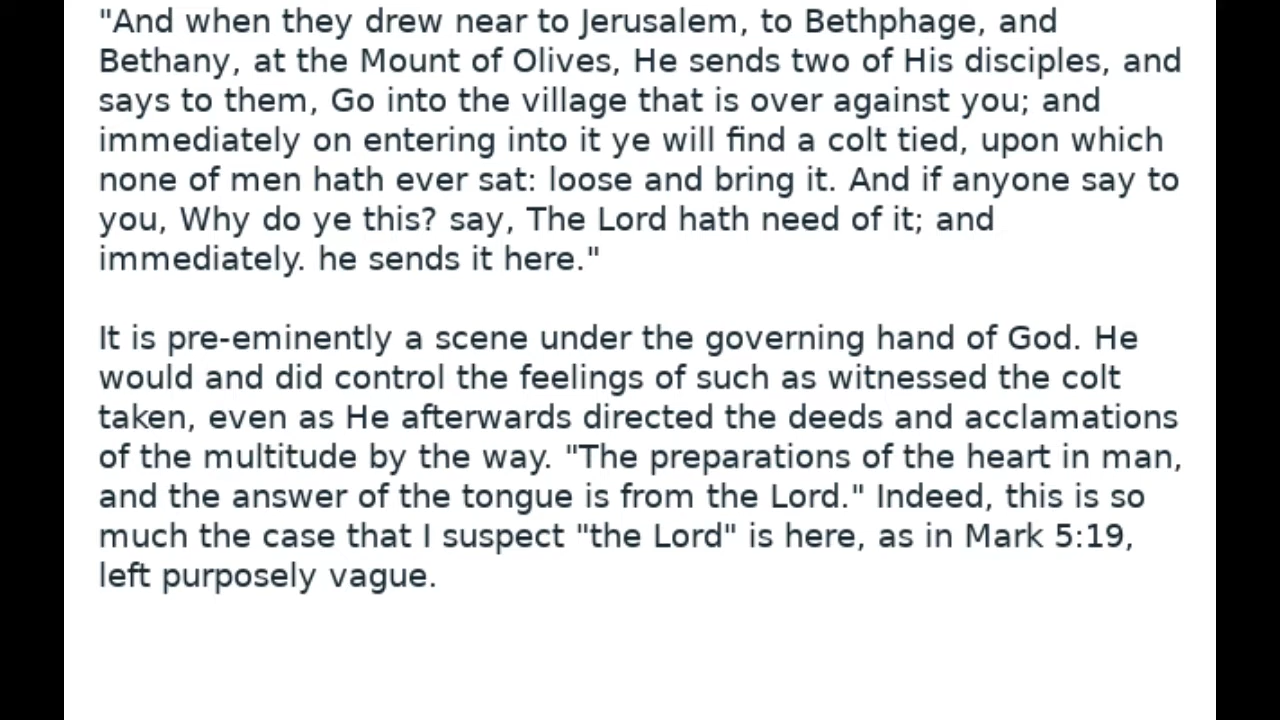 "And when they drew near to Jerusalem, to Bethphage, and
Bethany, at the Mount of Olives, He sends two of His disciples, and
says to them, Go into the village that is over against you; and
immediately on entering into it ye will find a colt tied, upon which
none of men hath ever sat: loose and bring it. And if anyone say to
you, Why do ye this? say, The Lord hath need of it; and
immediately. he sends it here."
It is pre-eminently a scene under the governing hand of God. He
would and did control the feelings of such as witnessed the colt
taken, even as He afterwards directed the deeds and acclamations
of the multitude by the way. "The preparations of the heart in man,
and the answer of the tongue is from the Lord." Indeed, this is so
much the case that I suspect "the Lord" is here, as in Mark 5:19,
left purposely vague.